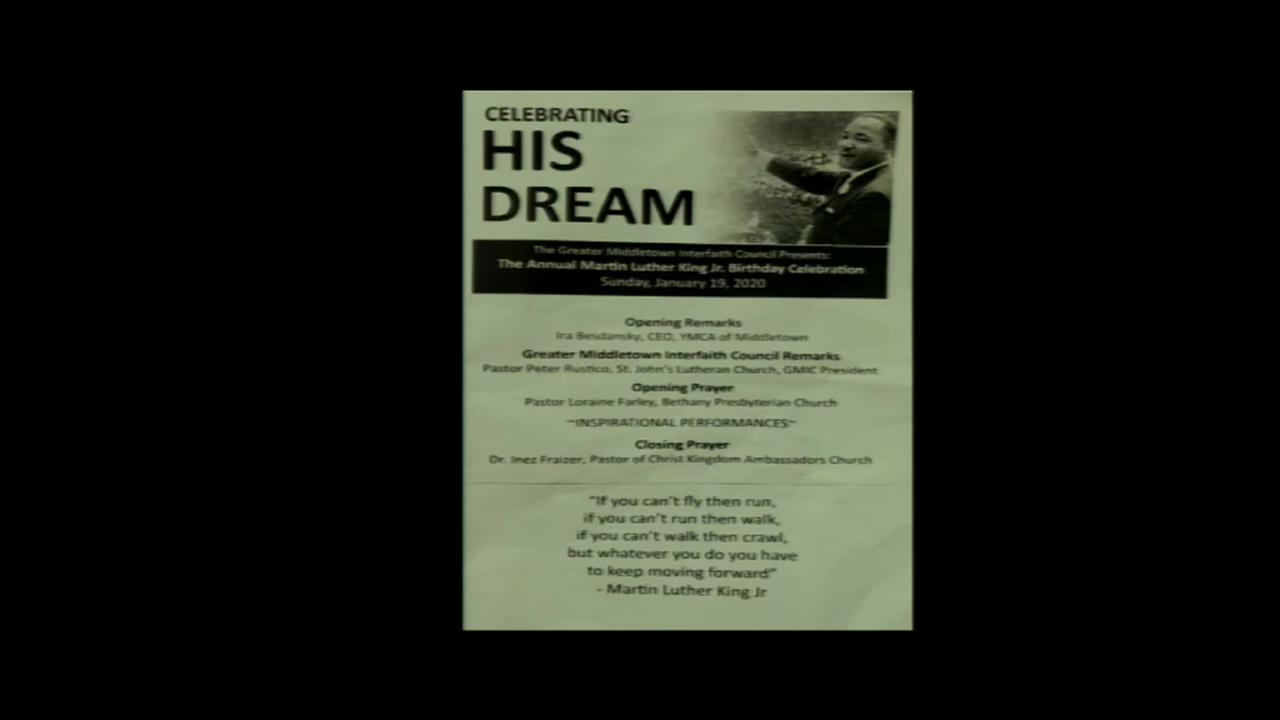 CELEBRATING
HIS
DREAM
The Greater Middletown Interfaith Council Presents:
The Annual Martin Luther King Jr. Birthday Celebration
Sunday, January 19, 2020
Opening Remarks
Ira Besdansky, CEO, YMCA of Middletown
Greater Middletown Interfaith Council Remarks
Pastor Peter Rustico, St. John's Lutheran Church, GMIC President
Opening Prayer
Pastor Loraine Farley, Bethany Presbyterian Church
~INSPIRATIONAL PERFORMANCES~
Closing Prayer
Dr. Inez Fraizer, Pastor of Christ Kingdom Ambassadors Church
"If you can't fly then run,
if you can't run then walk,
if you can't walk then crawl,
but whatever you do you have
to keep moving forward"
- Martin Luther King Jr